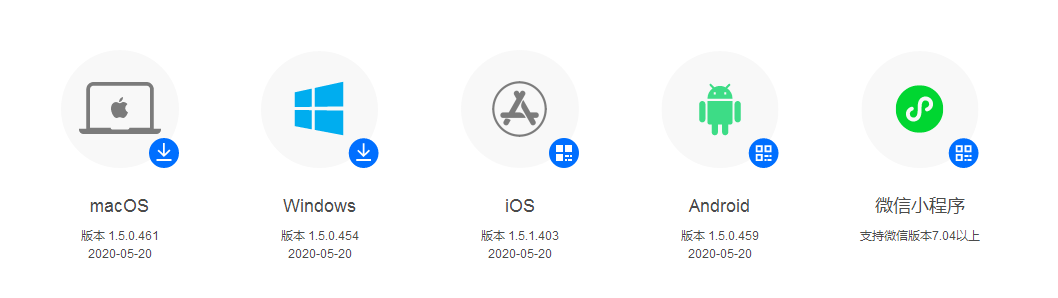 macOS
版本 1.5.0.461
2020-05-20
Windows
版本 1.5.0.454
2020-05-20
iOS
版本 1.5.1.403
2020-05-20
Android
版本 1.5.0.459
2020-05-20
微信小程序
支持微信版本7.04以上